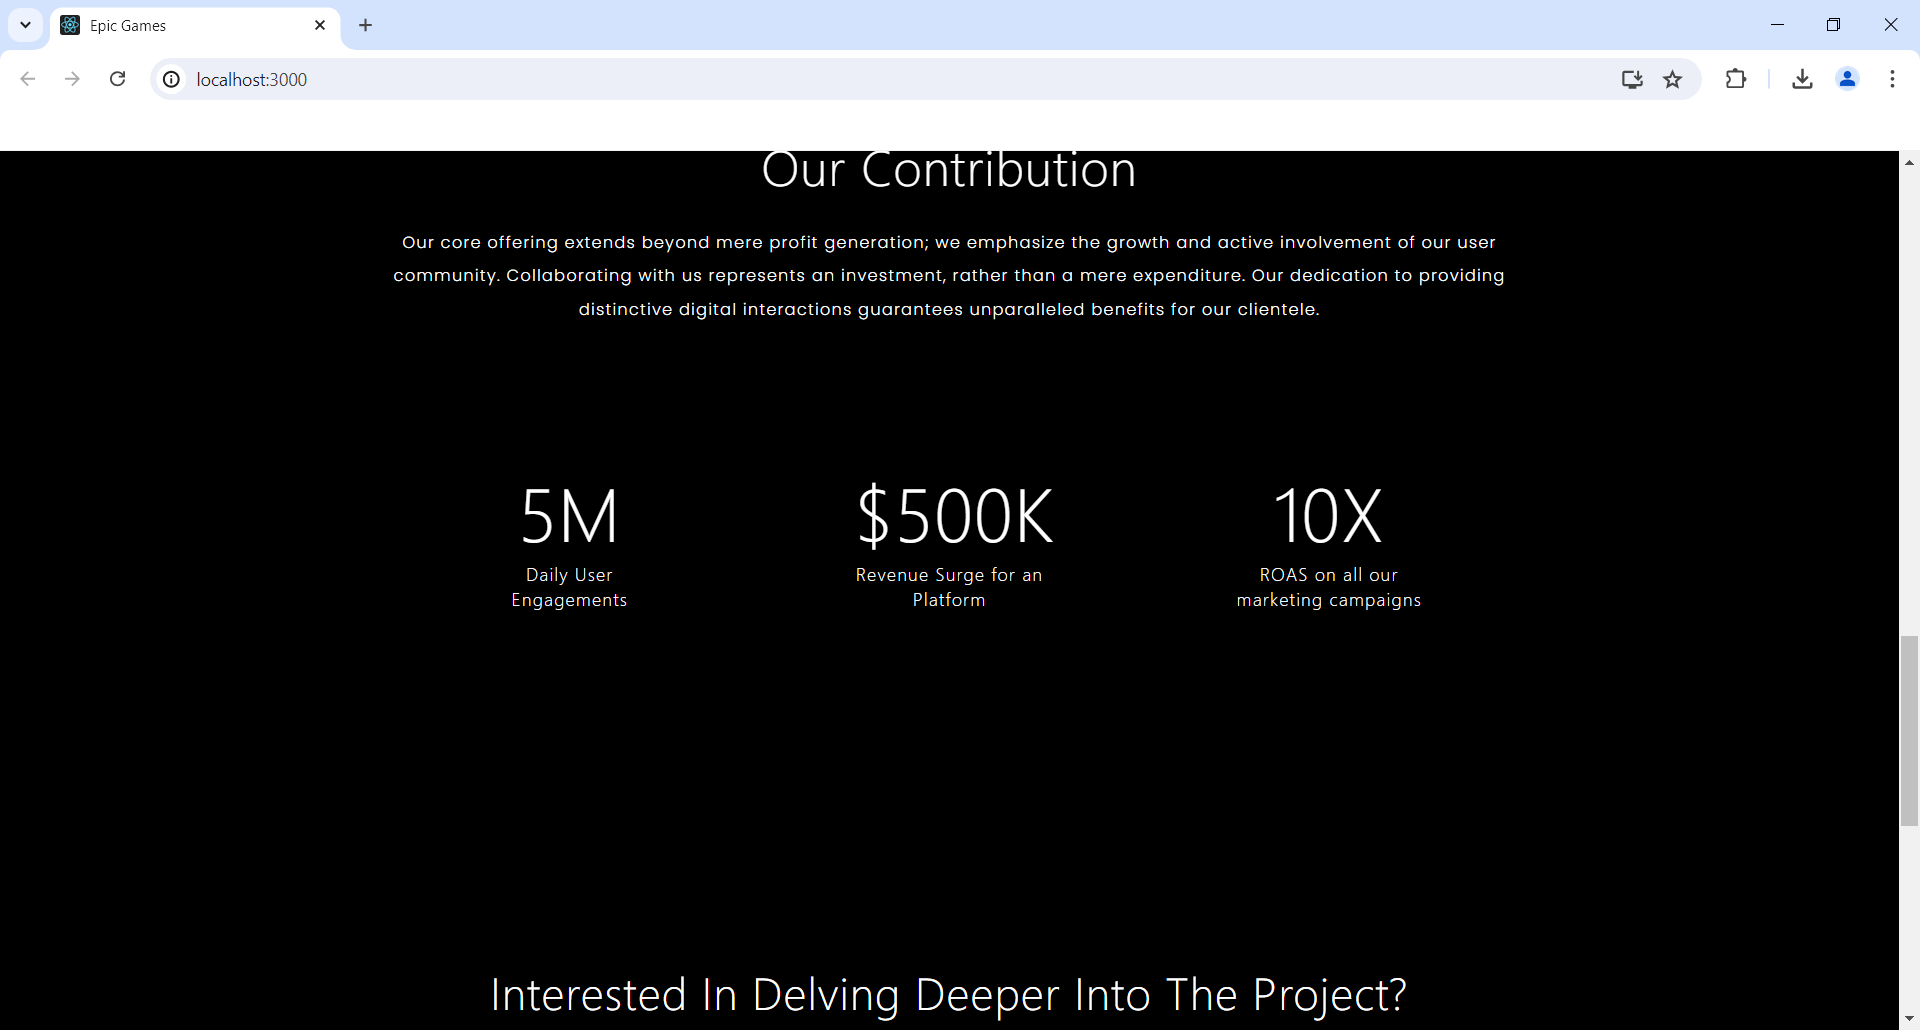 Epic Games
localhost:3000
Our Contribution
Our core offering extends beyond mere profit generation; we emphasize the growth and active involvement of our user
community. Collaborating with us represents an investment, rather than a mere expenditure. Our dedication to providing
distinctive digital interactions guarantees unparalleled benefits for our clientele.
5M
Daily User
Engagements
$500K
Revenue Surge for an
Platform
10X
ROAS on all our
marketing campaigns
Interested In Delving Deeper Into The Project?